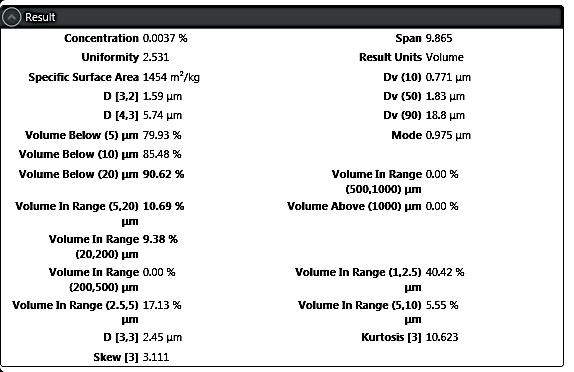 Result
Concentration 0.0037 % Span 9.865
Uniformity 2.531 Result Units Volume
Specific Surface Area 1454 m²/kg Dv (10) 0.771 µm
D [3,2] 1.59 µm Dv (50) 1.83 µm
D [4,3] 5.74 µm Dv (90) 18.8 µm
Volume Below (5) µm 79.93 % Mode 0.975 µm
Volume Below (10) µm 85.48 %
Volume Below (20) µm 90.62 % Volume In Range 0.00 %
(500,1000) µm
Volume In Range (5,20) 10.69 % Volume Above (1000) µm 0.00 %
µm
Volume In Range 9.38 %
(20,200) µm
Volume In Range 0.00 % Volume In Range (1,2.5) 40.42 %
(200,500) µm µm
Volume In Range (2.5,5) 17.13 % Volume In Range (5,10) 5.55 %
µm µm
D [3,3] 2.45 µm Kurtosis [3] 10.623
Skew [3] 3.111